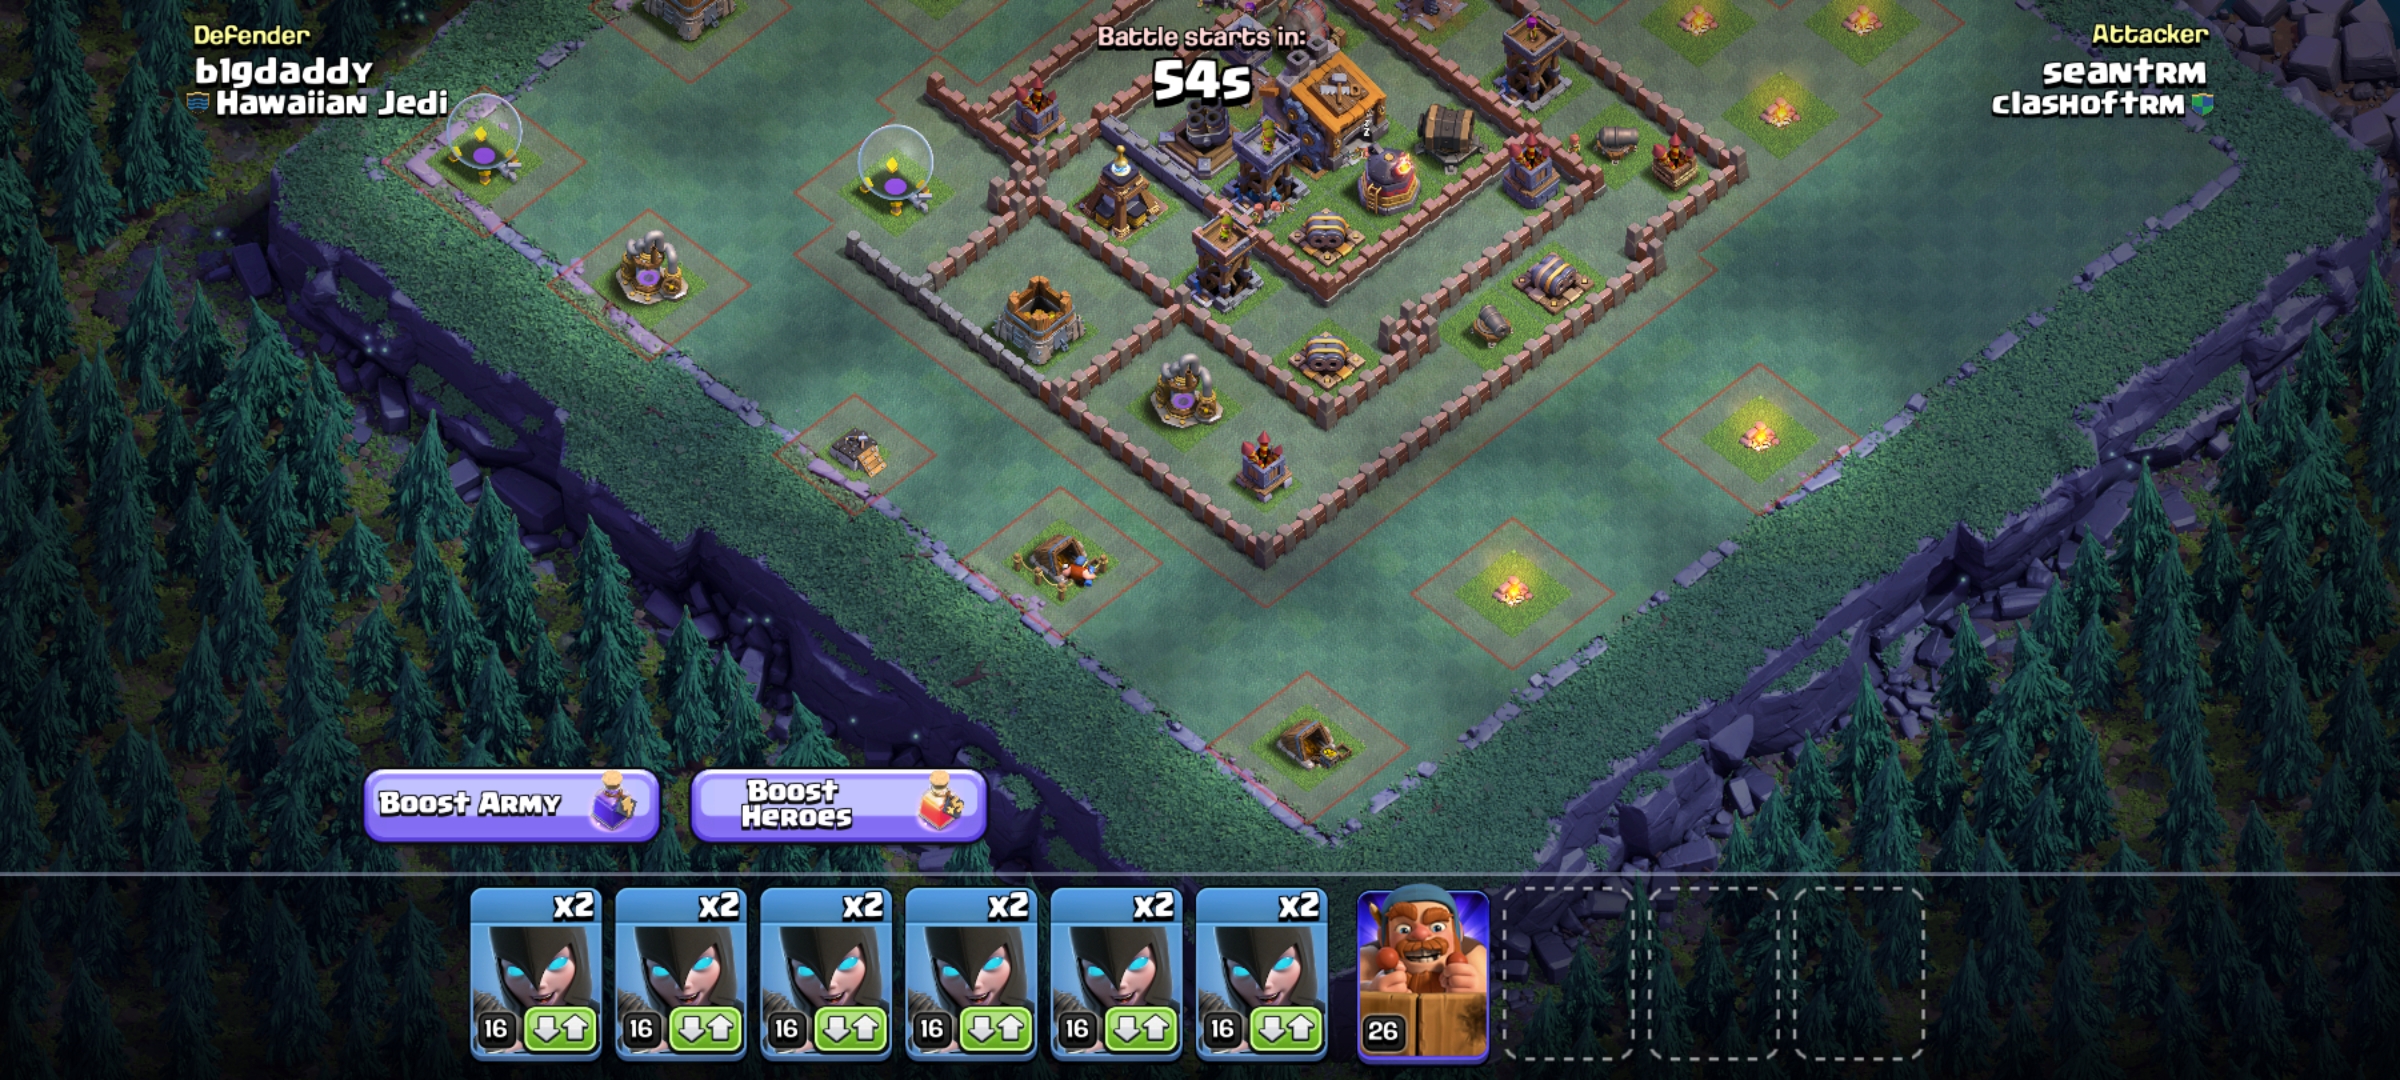 Defender
b1gdaddy
Hawaiian Jedi
Battle starts in:
54s
Attacker
seantRM
clashoftRM
Boost Army
Boost
Heroes
x2
x2
x2
x2
x2
x2
16
16
16
16
16
16
26